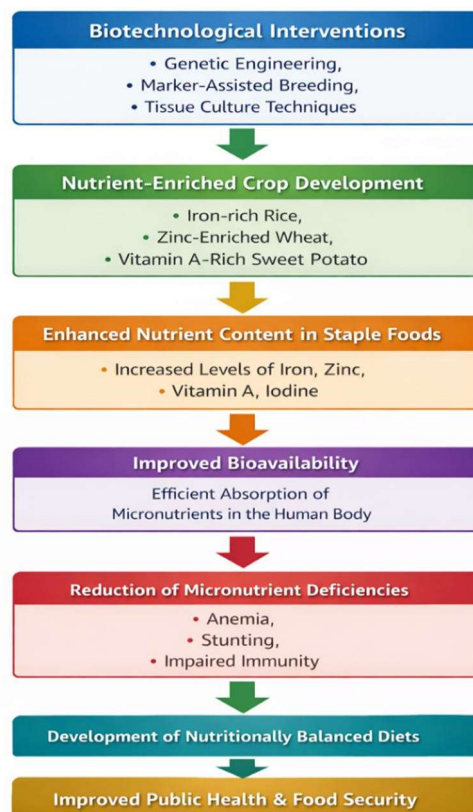 Biotechnological Interventions
• Genetic Engineering,
• Marker-Assisted Breeding,
• Tissue Culture Techniques
Nutrient-Enriched Crop Development
• Iron-rich Rice,
• Zinc-Enriched Wheat,
• Vitamin A-Rich Sweet Potato
Enhanced Nutrient Content in Staple Foods
• Increased Levels of Iron, Zinc,
• Vitamin A, Iodine
Improved Bioavailability
Efficient Absorption of
Micronutrients in the Human Body
Reduction of Micronutrient Deficiencies
• Anemia,
• Stunting,
• Impaired Immunity
Development of Nutritionally Balanced Diets
Improved Public Health & Food Security